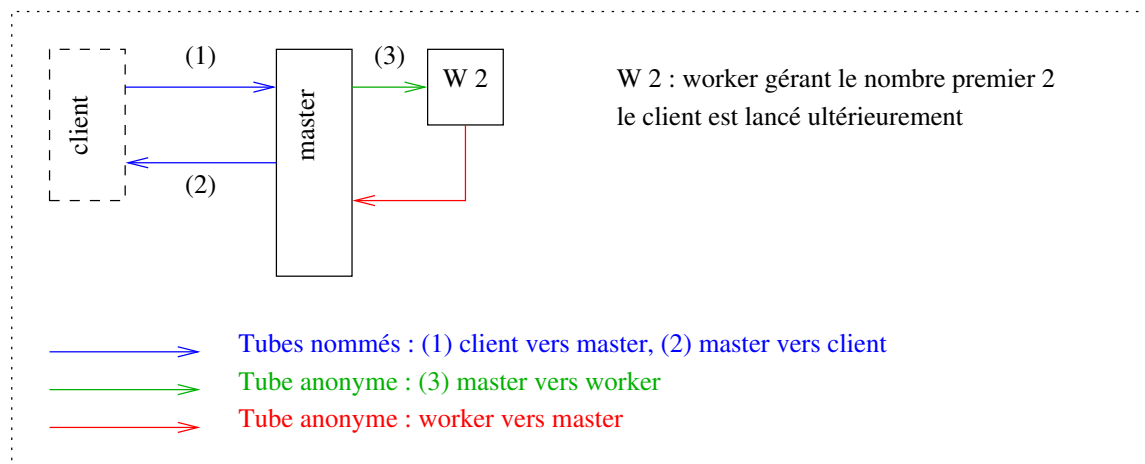 (1)
(3)
W 2
client
master
(2)
W 2 : worker gérant le nombre premier 2
le client est lancé ultérieurement
Tubes nommés : (1) client vers master, (2) master vers client
Tube anonyme : (3) master vers worker
Tube anonyme : worker vers master